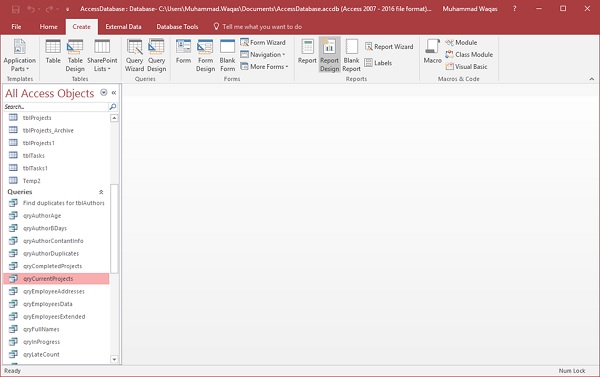 AccessDatabase : Database- C:\Users\Muhammad.Waqas\Documents\AccessDatabase.accdb (Access 2007 - 2016 file format)... Muhammad Waqas ?
File Create External Data Database Tools Tell me what you want to do
Application Parts
Templates
Table
Table Design
SharePoint Lists
Tables
Query Wizard
Query Design
Queries
Form
Form Design
Blank Form
Form Wizard
Navigation
More Forms
Forms
Report
Report Design
Blank Report
Report Wizard
Labels
Reports
Macro
Module
Class Module
Visual Basic
Macros & Code
All Access Objects
Search...
tblProjects
tblProjects_Archive
tblProjects1
tblTasks
tblTasks1
Temp2
Queries
Find duplicates for tblAuthors
qryAuthorAge
qryAuthorBDays
qryAuthorContantInfo
qryAuthorDuplicates
qryCompletedProjects
qryCurrentProjects
qryEmployeeAddresses
qryEmployeesData
qryEmployeesExtended
qryFullNames
qryInProgress
qryLateCount
Ready Num Lock